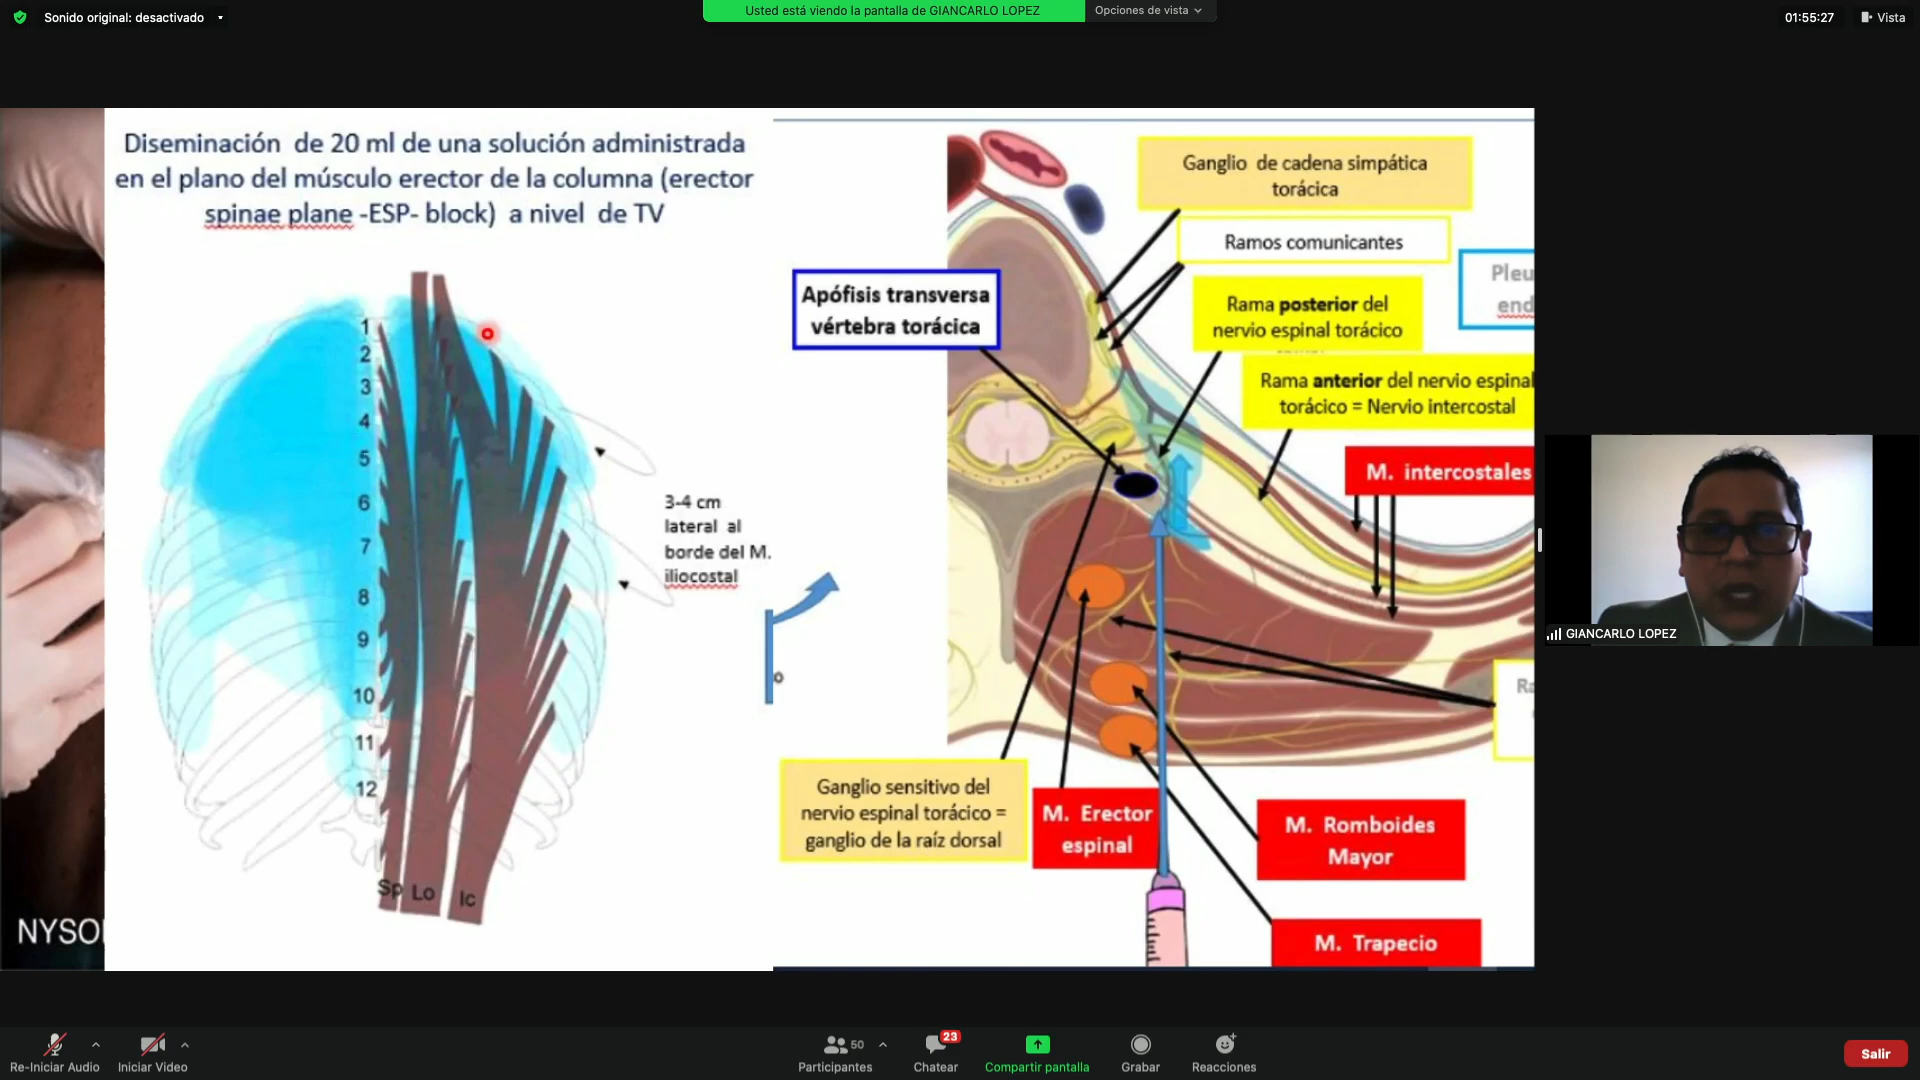 Sonido original: desactivado
Usted está viendo la pantalla de GIANCARLO LOPEZ
Opciones de vista
01:55:27
Vista
Diseminación de 20 ml de una solución administrada
en el plano del músculo erector de la columna (erector
spinae plane -ESP- block) a nivel de TV
1
2
3
4
5
6
7
8
9
10
11
12
Sp
Lo
Ic
3-4 cm
lateral al
borde del M.
iliocostal
NYSO
Ganglio de cadena simpática
torácica
Ramos comunicantes
Apófisis transversa
vértebra torácica
Rama posterior del
nervio espinal torácico
Pleu
end
Rama anterior del nervio espinal
torácico = Nervio intercostal
M. intercostales
o
Ra
Ganglio sensitivo del
nervio espinal torácico =
ganglio de la raíz dorsal
M. Erector
espinal
M. Romboides
Mayor
M. Trapecio
GIANCARLO LOPEZ
Re-Iniciar Audio
Iniciar Video
50
Participantes
23
Chatear
Compartir pantalla
Grabar
Reacciones
Salir